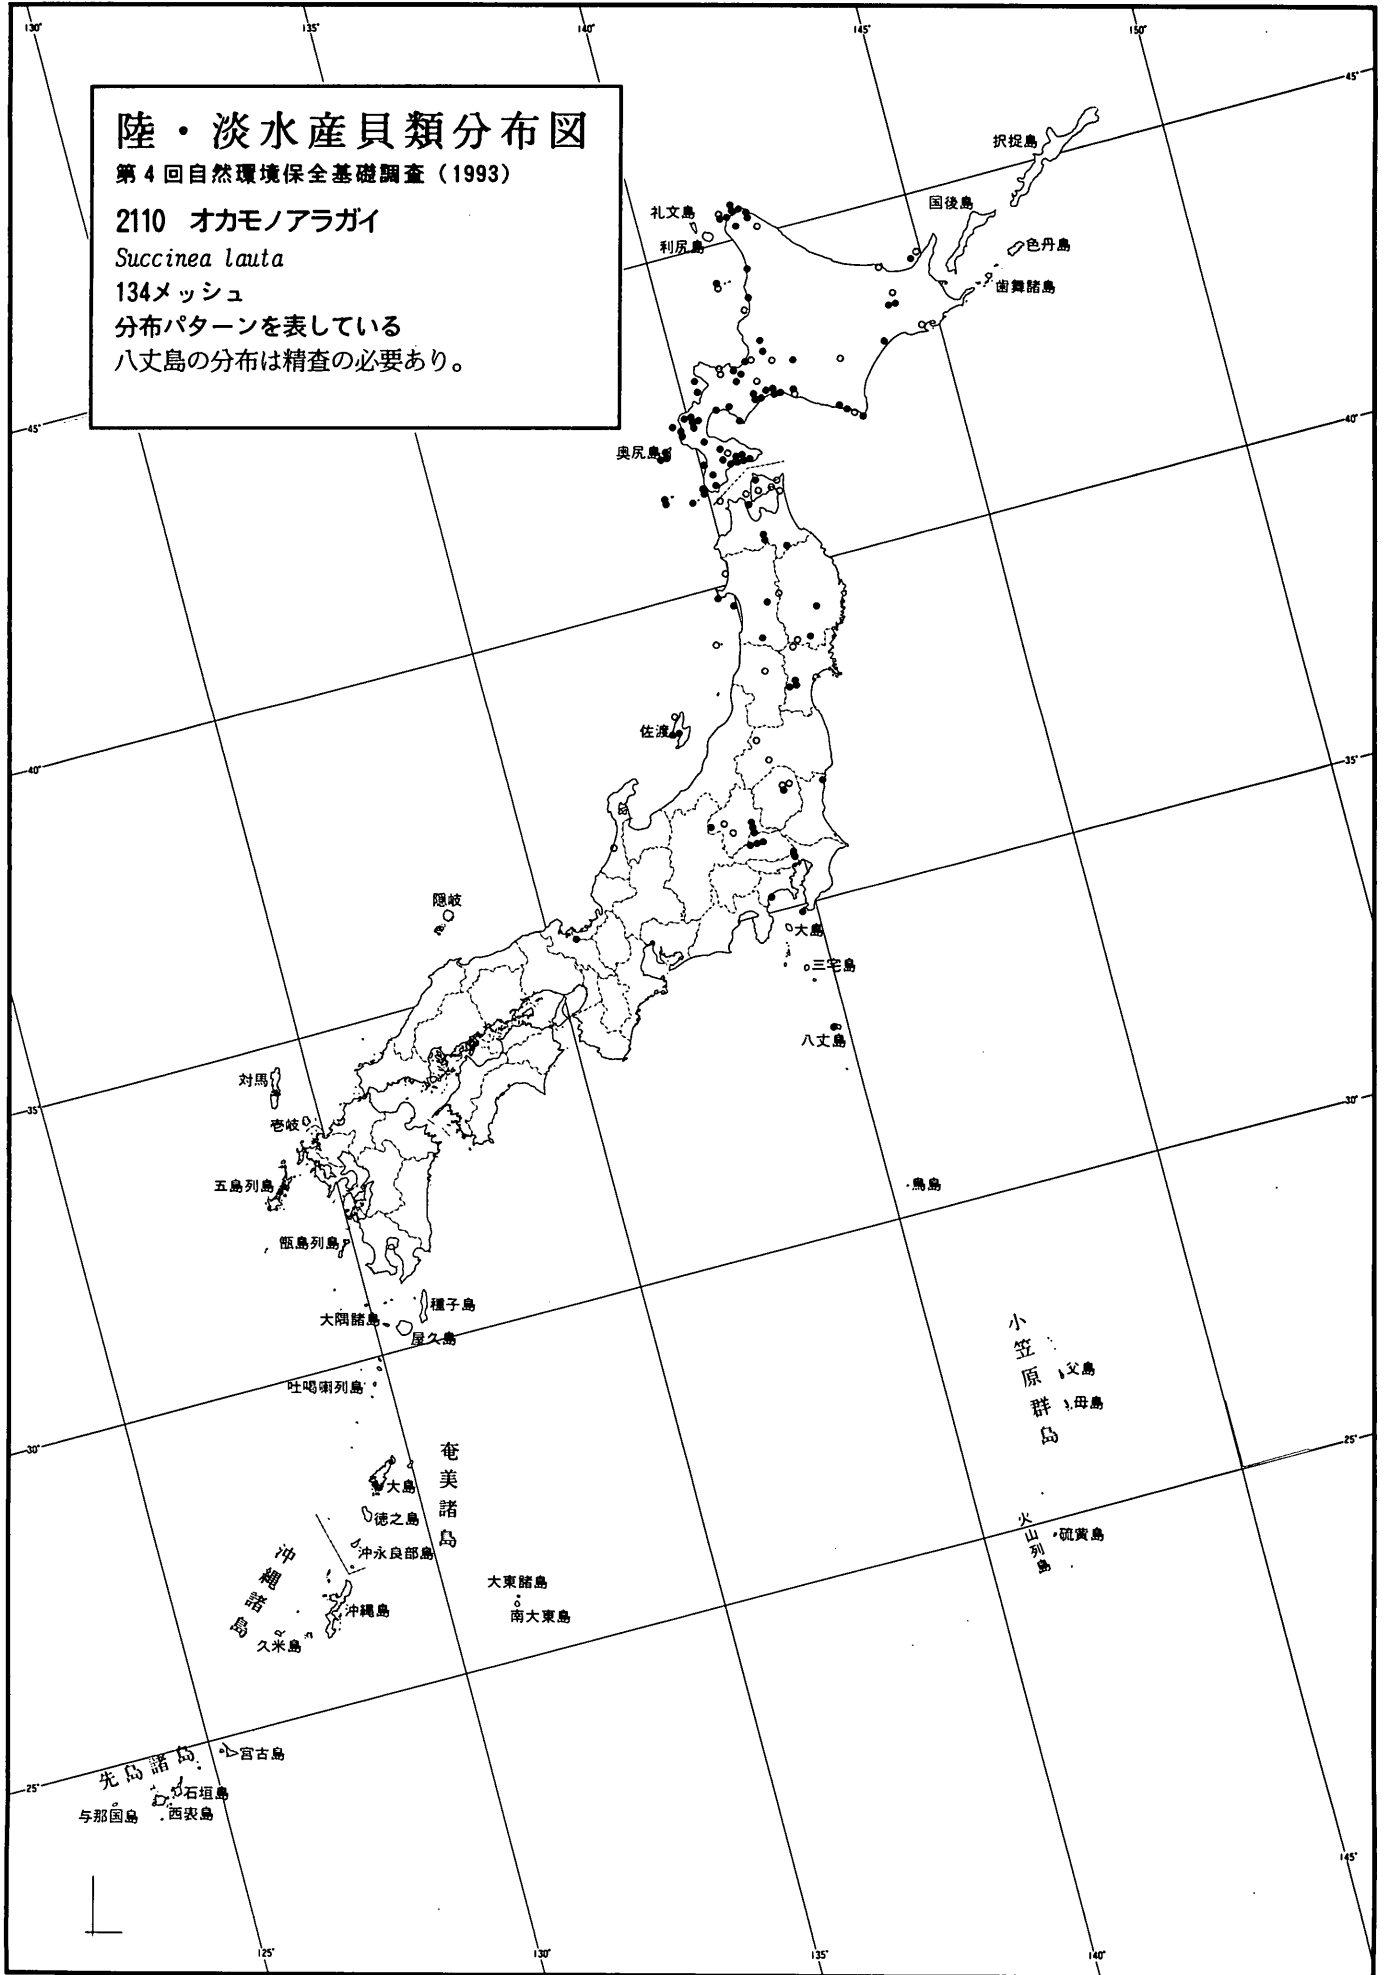 130°
135°
140°
145°
150°
45°
陸・淡水産貝類分布図
第4回自然環境保全基礎調査（1993）
2110 オカモノアラガイ
Succinea lauta
134メッシュ
分布パターンを表している
八丈島の分布は精査の必要あり。
択捉島
国後島
色丹島
歯舞諸島
礼文島
利尻島
45°
40°
奥尻島
佐渡
40°
35°
隠岐
大島
三宅島
八丈島
対馬
壱岐
35°
30°
五島列島
鳥島
甑島列島
種子島
大隅諸島
屋久島
吐噶喇列島
小笠原群島
父島
母島
30°
25°
奄美諸島
大島
徳之島
沖永良部島
火山列島
硫黄島
沖縄諸島
沖縄島
久米島
大東諸島
南大東島
先島諸島
宮古島
石垣島
西表島
与那国島
25°
145°
125°
130°
135°
140°